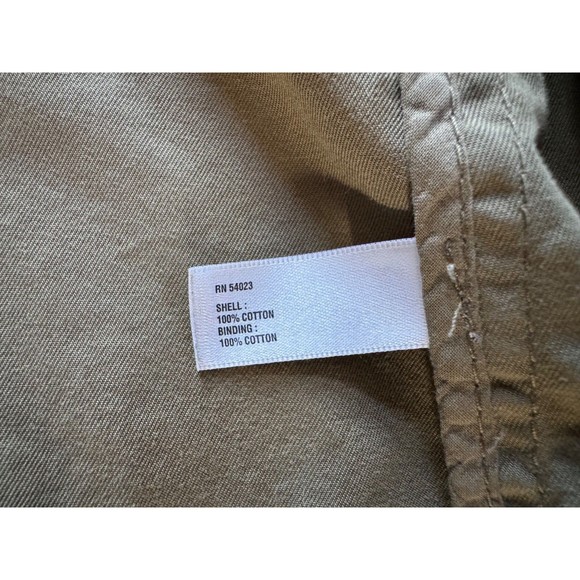 RN 54023
SHELL :
100% COTTON
BINDING :
100% COTTON